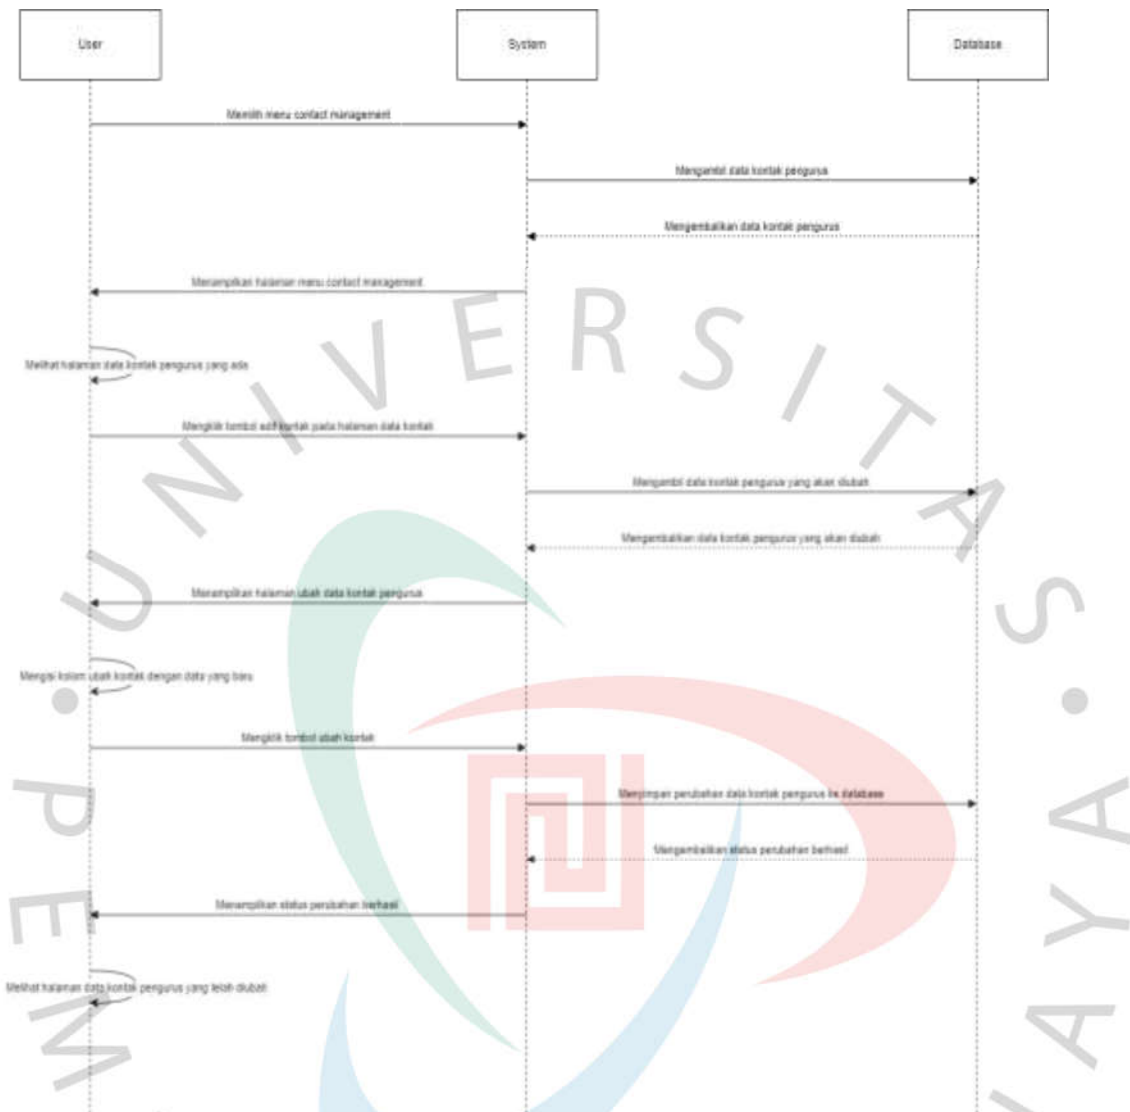 User
System
Database
Memilih menu contact management
Mengambil data kontak pengurus
Mengembalikan data kontak pengurus
Menampilkan halaman menu contact management
Melihat halaman data kontak pengurus yang ada
Mengklik tombol edit kontak pada halaman data kontak
Mengambil data kontak pengurus yang akan diubah
Mengembalikan data kontak pengurus yang akan diubah
Menampilkan halaman ubah data kontak pengurus
Mengisi kolom ubah kontak dengan data yang baru
Mengklik tombol ubah kontak
Menyimpan perubahan data kontak pengurus ke database
Mengembalikan status perubahan berhasil
Menampilkan status perubahan berhasil
Melihat halaman data kontak pengurus yang telah diubah
UNIVERSITAS